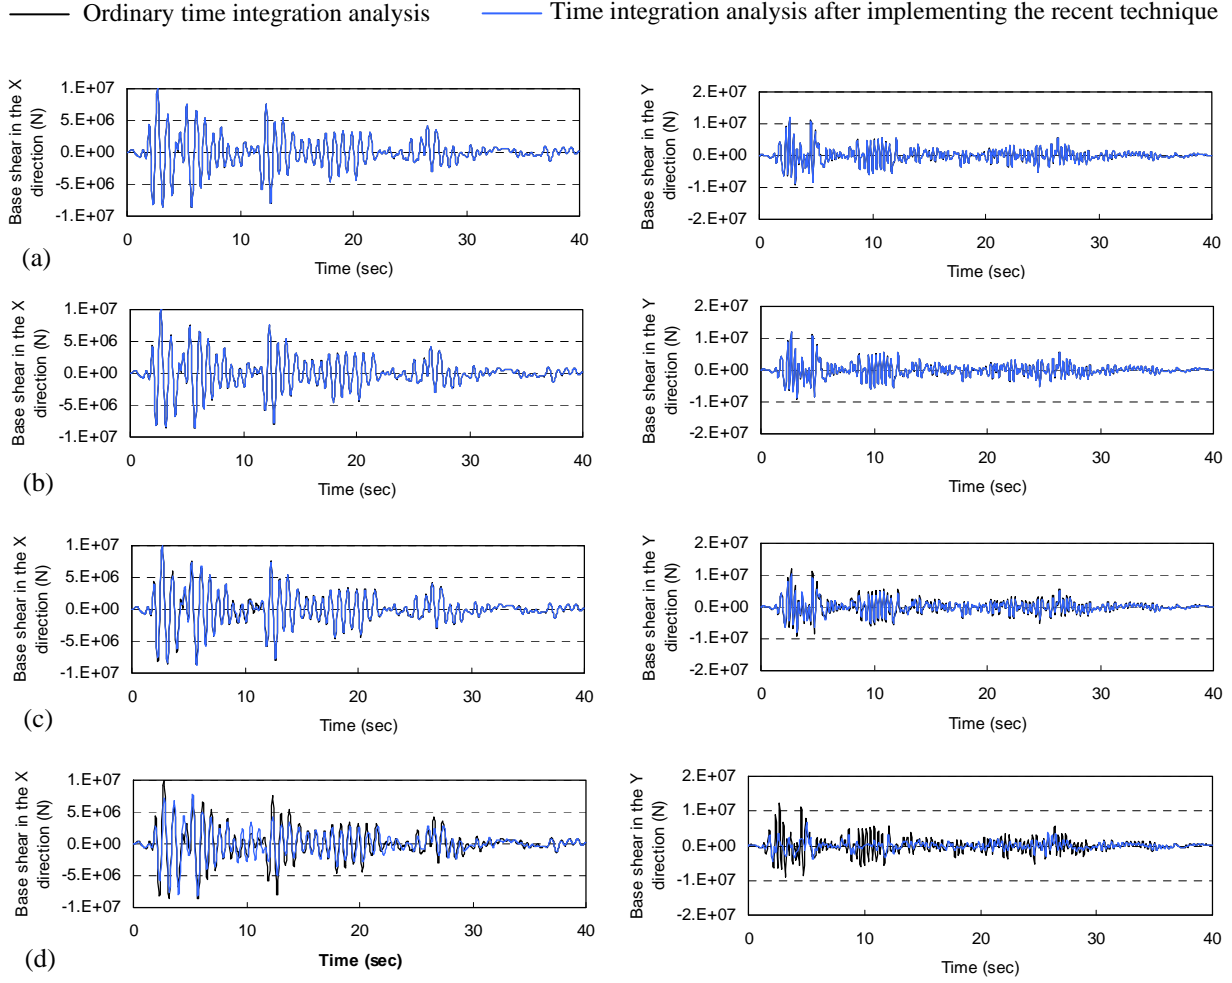 Ordinary time integration analysis
Time integration analysis after implementing the recent technique
Base shear in the X
direction (N)
1.E+07
5.E+06
0.E+00
-5.E+06
-1.E+07
0 10 20 30 40
Time (sec)
Base shear in the Y
direction (N)
2.E+07
1.E+07
0.E+00
-1.E+07
-2.E+07
0 10 20 30 40
Time (sec)
(a)
Base shear in the X
direction (N)
1.E+07
5.E+06
0.E+00
-5.E+06
-1.E+07
0 10 20 30 40
Time (sec)
Base shear in the Y
direction (N)
2.E+07
1.E+07
0.E+00
-1.E+07
-2.E+07
0 10 20 30 40
Time (sec)
(b)
Base shear in the X
direction (N)
1.E+07
5.E+06
0.E+00
-5.E+06
-1.E+07
0 10 20 30 40
Time (sec)
Base shear in the Y
direction (N)
2.E+07
1.E+07
0.E+00
-1.E+07
-2.E+07
0 10 20 30 40
Time (sec)
(c)
Base shear in the X
direction (N)
1.E+07
5.E+06
0.E+00
-5.E+06
-1.E+07
0 10 20 30 40
Time (sec)
Base shear in the Y
direction (N)
2.E+07
1.E+07
0.E+00
-1.E+07
-2.E+07
0 10 20 30 40
Time (sec)
(d)